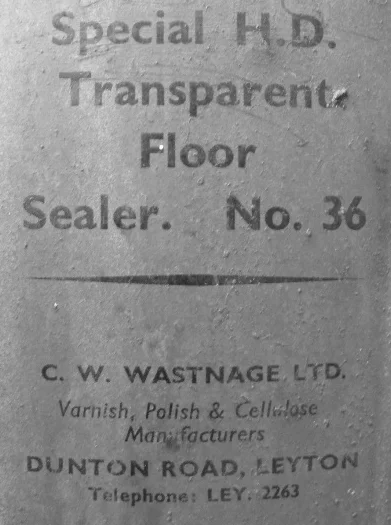 Special H.D.
Transparent
Floor
Sealer. No. 36
C. W. WASTNAGE LTD.
Varnish, Polish & Cellulose
Manufacturers
DUNTON ROAD, LEYTON
Telephone: LEY. 2263